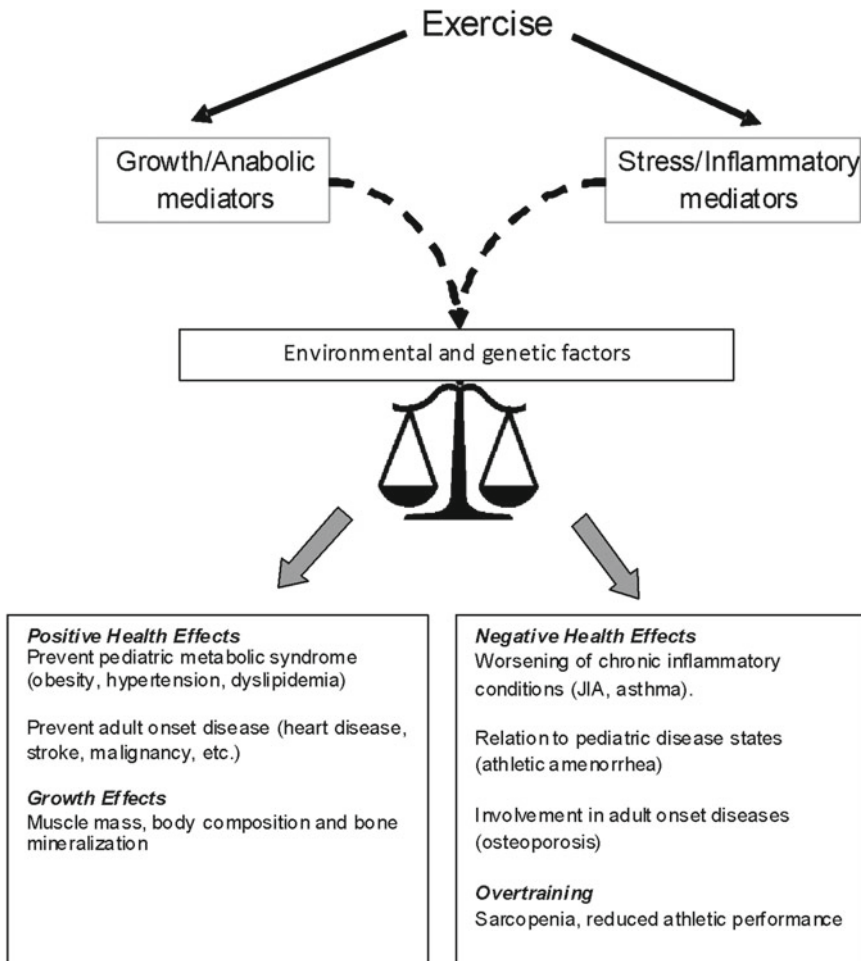 Exercise
Growth/Anabolic
mediators
Stress/Inflammatory
mediators
Environmental and genetic factors
Positive Health Effects
Prevent pediatric metabolic syndrome
(obesity, hypertension, dyslipidemia)
Prevent adult onset disease (heart disease,
stroke, malignancy, etc.)
Growth Effects
Muscle mass, body composition and bone
mineralization
Negative Health Effects
Worsening of chronic inflammatory
conditions (JIA, asthma).
Relation to pediatric disease states
(athletic amenorrhea)
Involvement in adult onset diseases
(osteoporosis)
Overtraining
Sarcopenia, reduced athletic performance